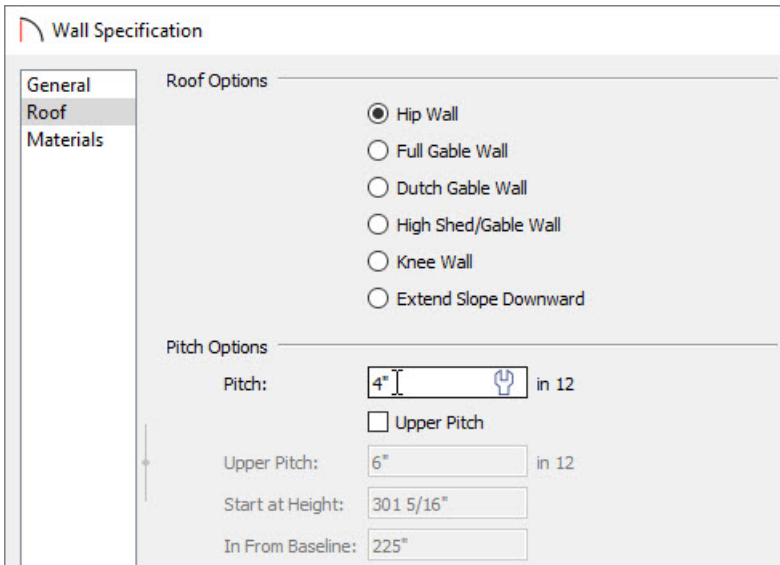 Wall Specification
General
Roof
Materials
Roof Options
Hip Wall
Full Gable Wall
Dutch Gable Wall
High Shed/Gable Wall
Knee Wall
Extend Slope Downward
Pitch Options
Pitch: 4" in 12
Upper Pitch
Upper Pitch: 6" in 12
Start at Height: 301 5/16"
In From Baseline: 225"